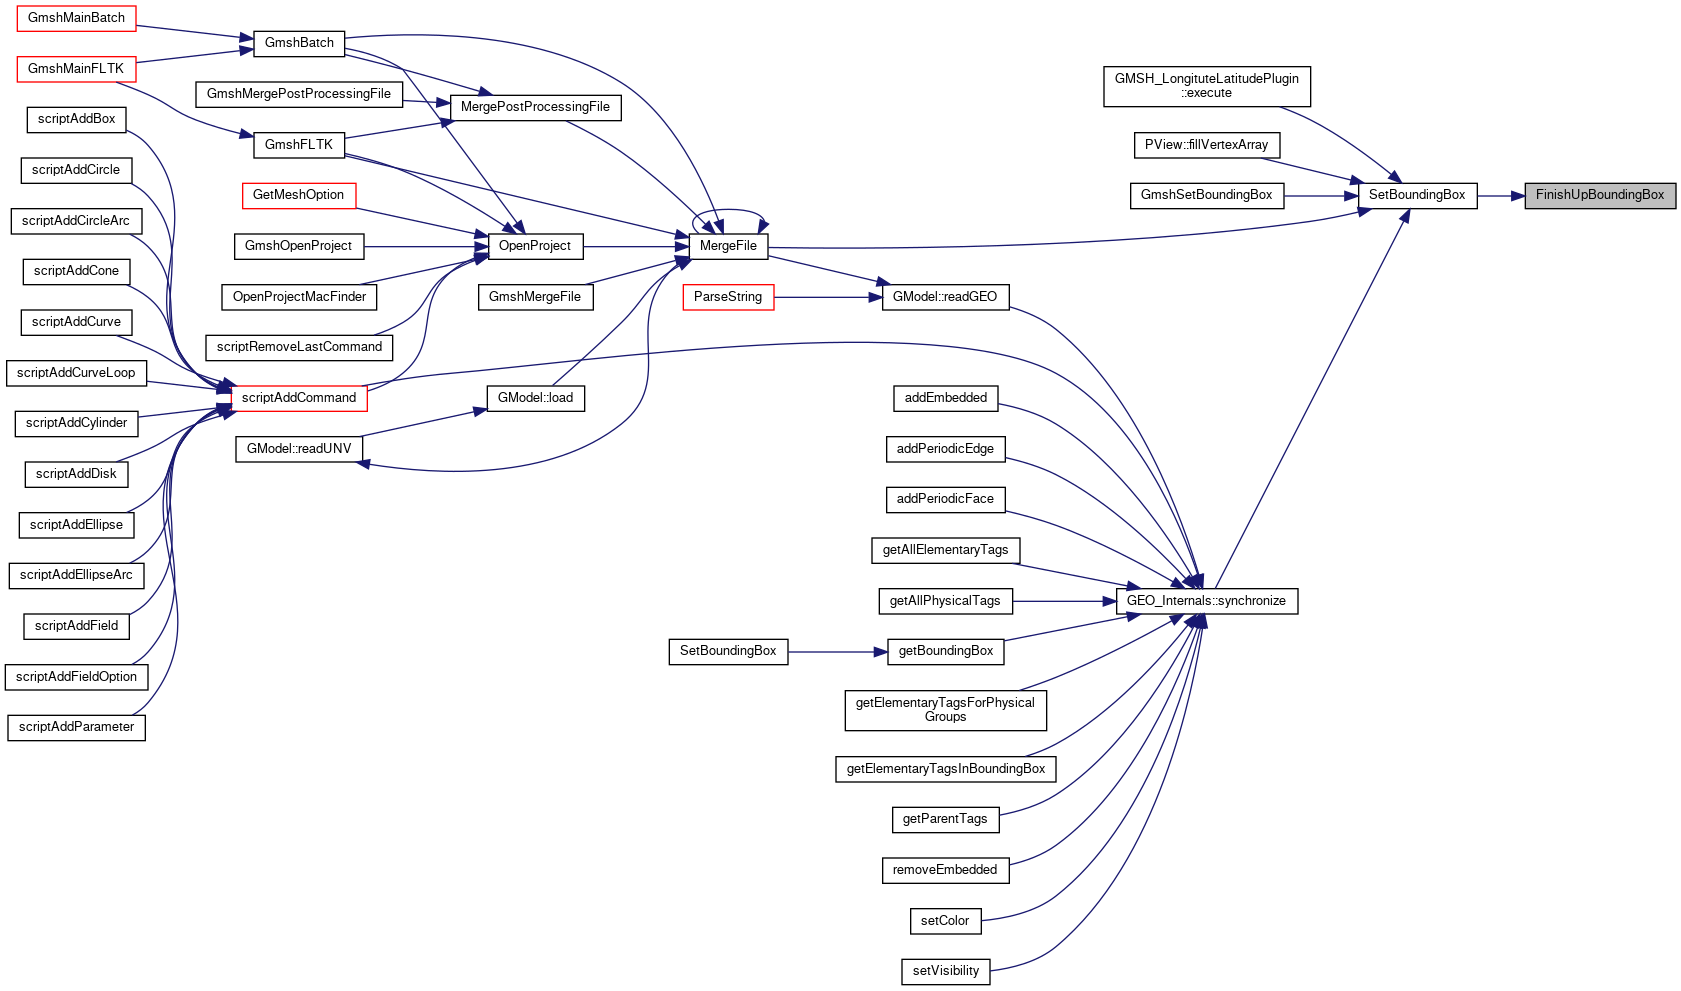 GmshMainBatch
GmshMainFLTK
scriptAddBox
scriptAddCircle
scriptAddCircleArc
scriptAddCone
scriptAddCurve
scriptAddCurveLoop
scriptAddCylinder
scriptAddDisk
scriptAddEllipse
scriptAddEllipseArc
scriptAddField
scriptAddFieldOption
scriptAddParameter
GmshBatch
GmshMergePostProcessingFile
GmshFLTK
GetMeshOption
GmshOpenProject
OpenProjectMacFinder
scriptRemoveLastCommand
scriptAddCommand
GModel::readUNV
MergePostProcessingFile
OpenProject
GmshMergeFile
GModel::load
MergeFile
ParseString
SetBoundingBox
GModel::readGEO
addEmbedded
addPeriodicEdge
addPeriodicFace
getAllElementaryTags
getAllPhysicalTags
getBoundingBox
getElementaryTagsForPhysical
Groups
getElementaryTagsInBoundingBox
getParentTags
removeEmbedded
setColor
setVisibility
GMSH_LongituteLatitudePlugin
::execute
PView::fillVertexArray
GmshSetBoundingBox
GEO_Internals::synchronize
SetBoundingBox
FinishUpBoundingBox